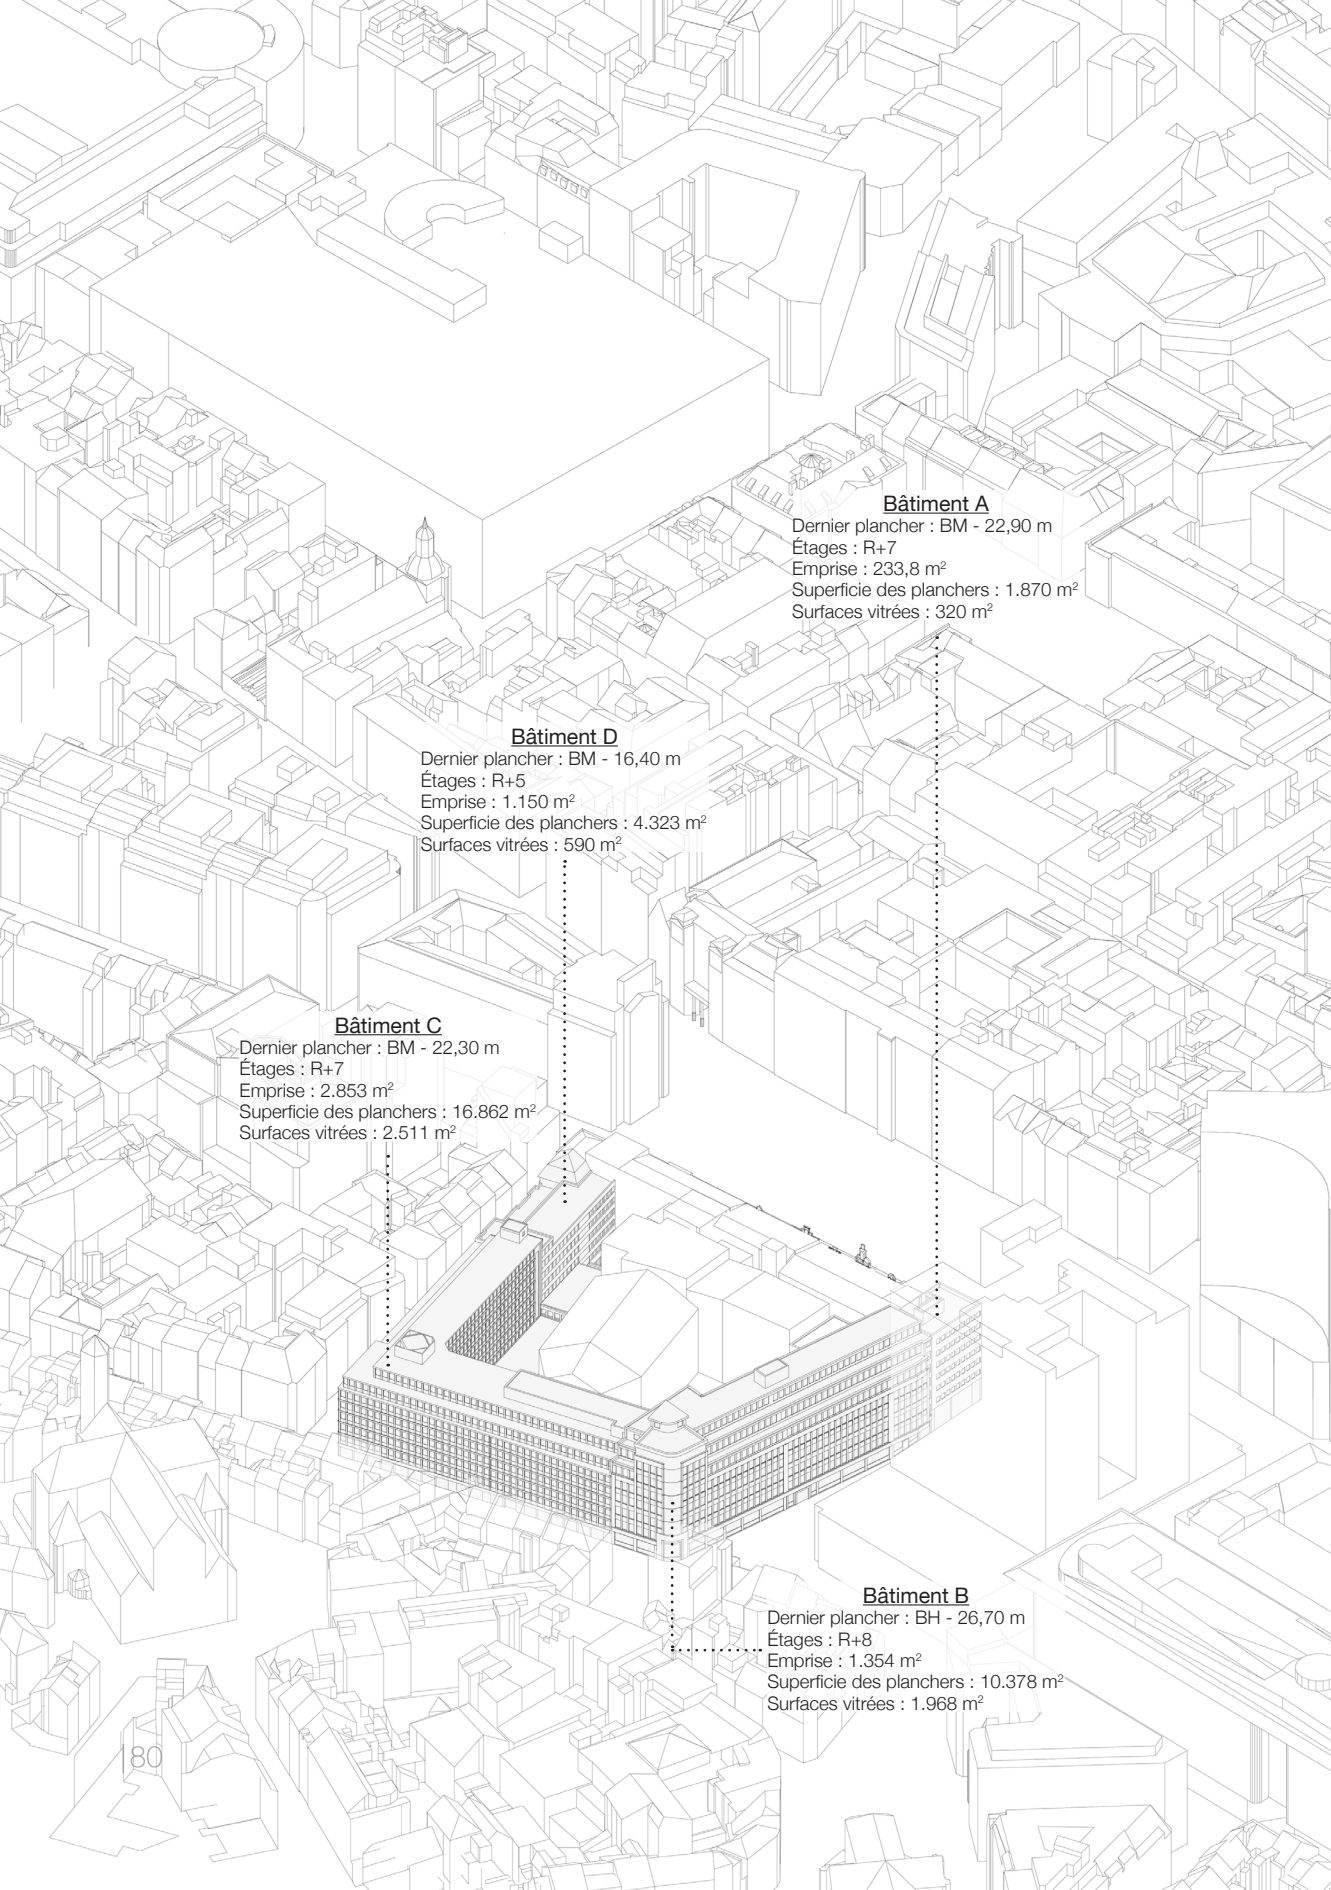 Bâtiment A
Dernier plancher : BM - 22,90 m
Étages : R+7
Emprise : 233,8 m²
Superficie des planchers : 1.870 m²
Surfaces vitrées : 320 m²
Bâtiment D
Dernier plancher : BM - 16,40 m
Étages : R+5
Emprise : 1.150 m²
Superficie des planchers : 4.323 m²
Surfaces vitrées : 590 m²
Bâtiment C
Dernier plancher : BM - 22,30 m
Étages : R+7
Emprise : 2.853 m²
Superficie des planchers : 16.862 m²
Surfaces vitrées : 2.511 m²
Bâtiment B
Dernier plancher : BH - 26,70 m
Étages : R+8
Emprise : 1.354 m²
Superficie des planchers : 10.378 m²
Surfaces vitrées : 1.968 m²
180